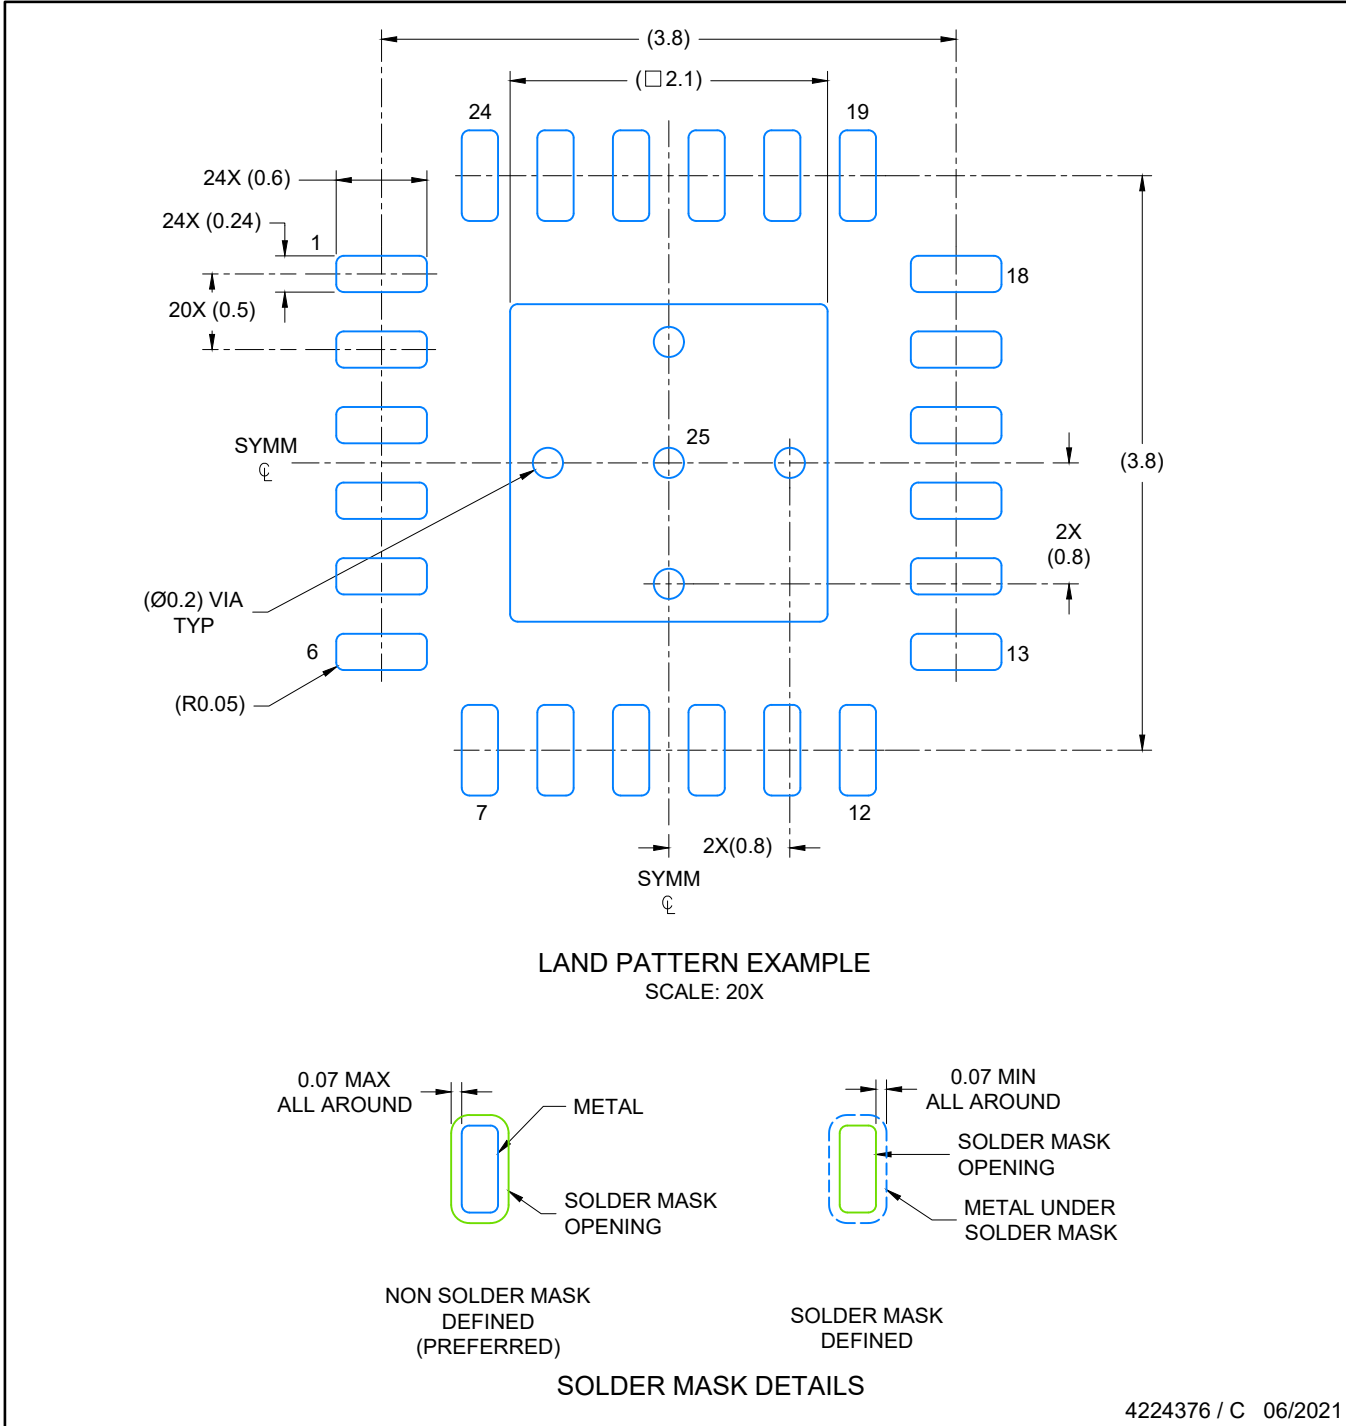 (3.8)
(□2.1)
24
19
24X (0.6)
24X (0.24)
1
18
20X (0.5)
25
SYMM
℄
(3.8)
2X
(0.8)
(Ø0.2) VIA
TYP
6
13
(R0.05)
7
12
2X(0.8)
SYMM
℄
LAND PATTERN EXAMPLE
SCALE: 20X
0.07 MAX
ALL AROUND
METAL
SOLDER MASK
OPENING
NON SOLDER MASK
DEFINED
(PREFERRED)
0.07 MIN
ALL AROUND
SOLDER MASK
OPENING
METAL UNDER
SOLDER MASK
SOLDER MASK
DEFINED
SOLDER MASK DETAILS
4224376 / C 06/2021